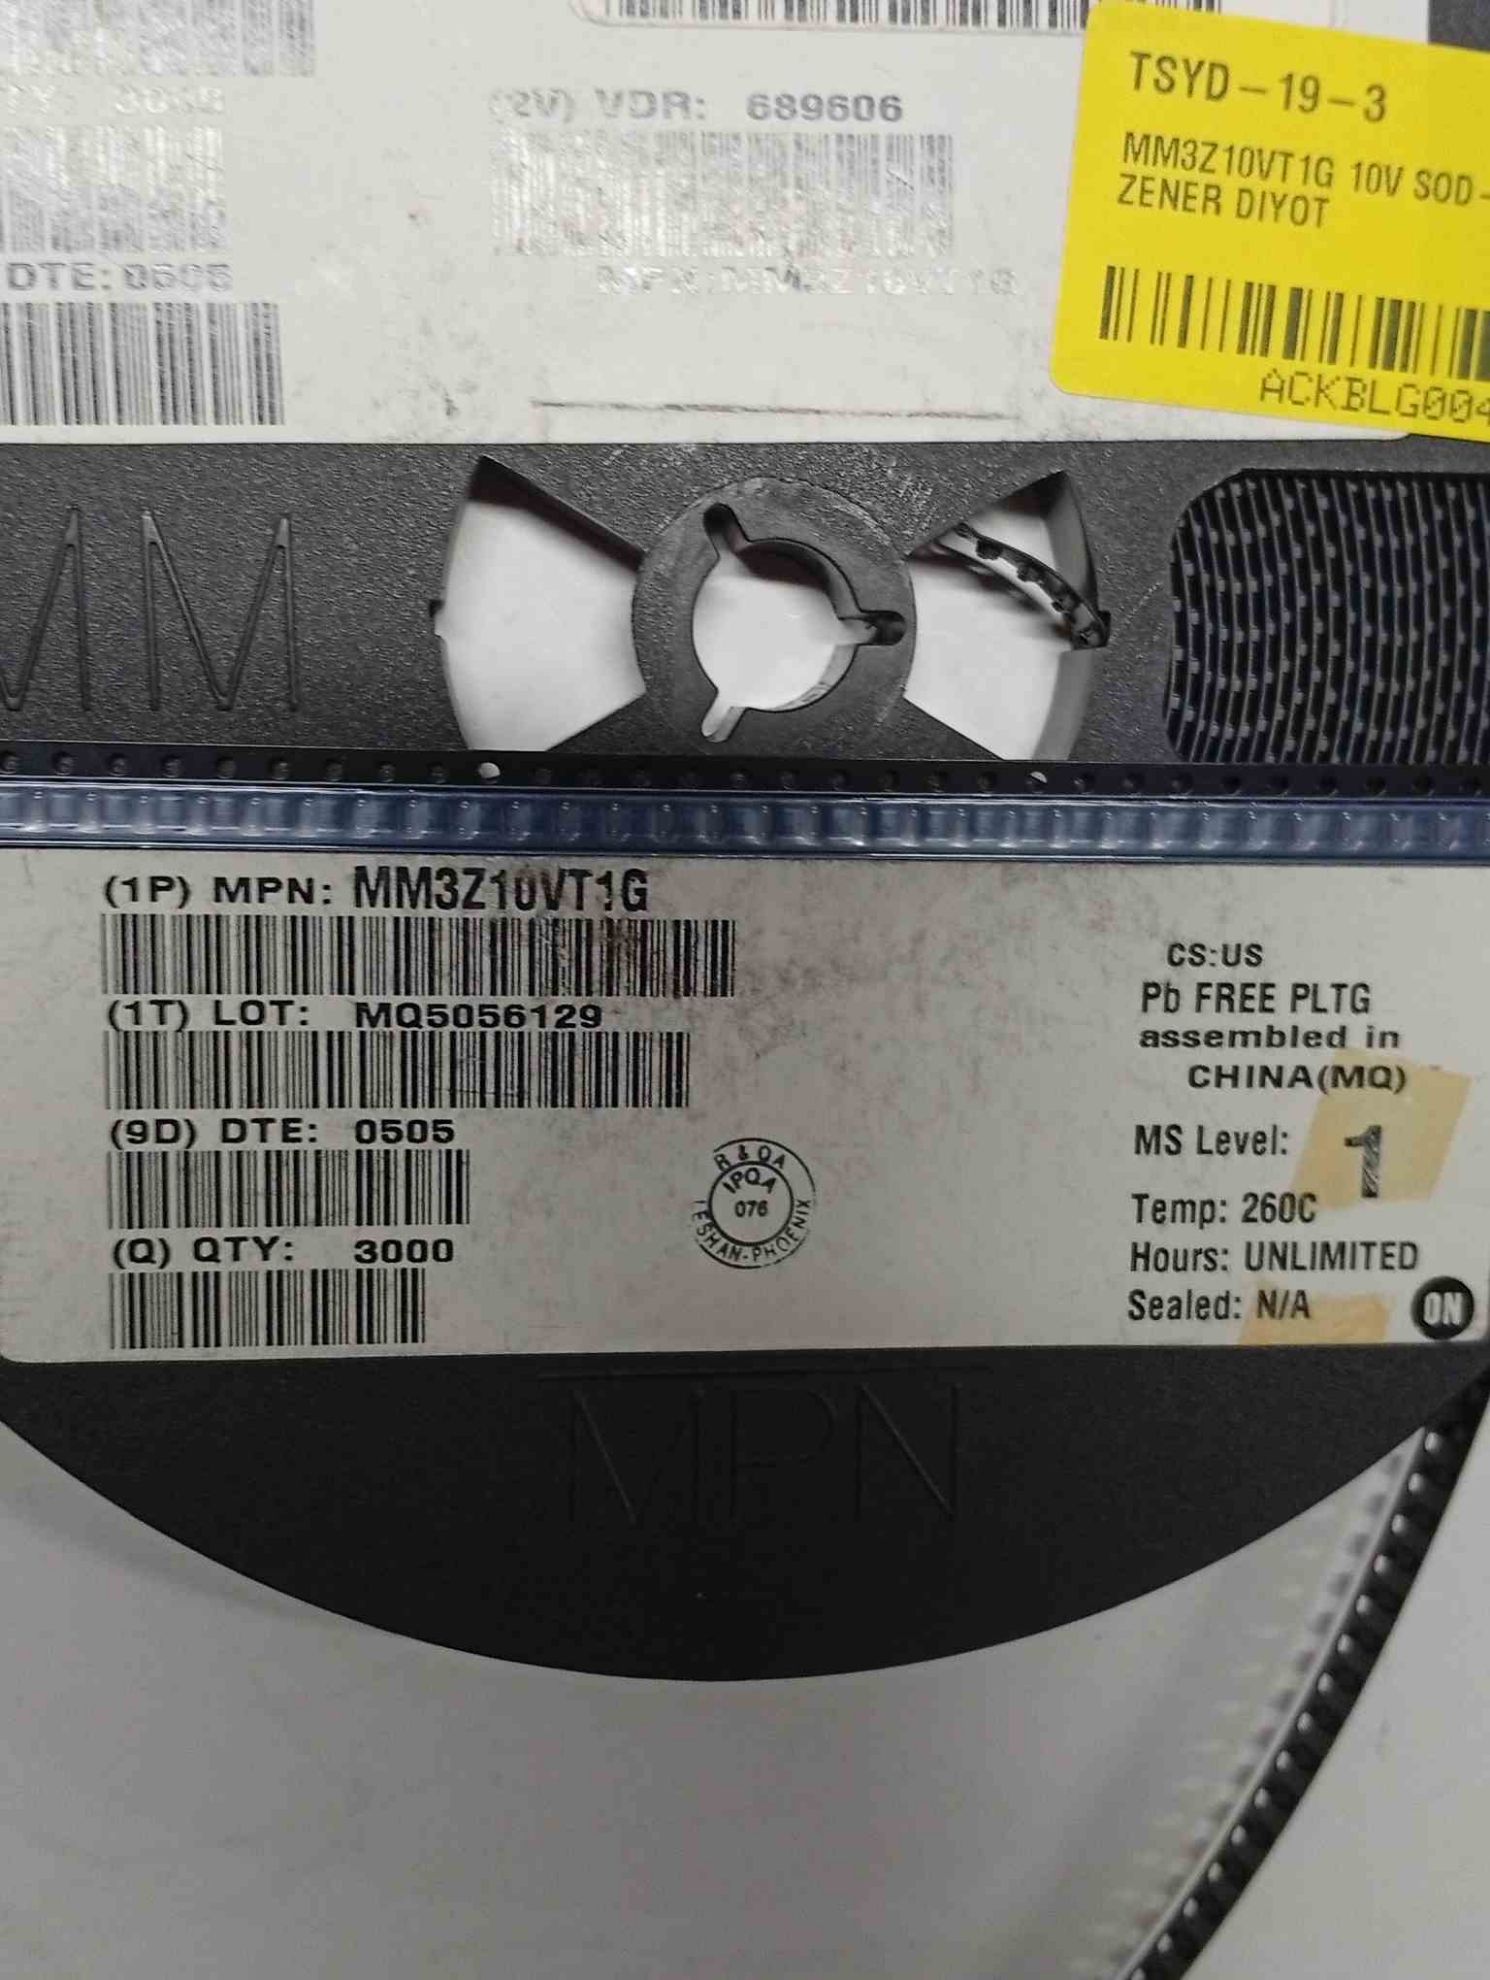 (2V) VDR: 689606
MPN:MM3Z10VT1G
DTE: 0505
TSYD-19-3
MM3Z10VT1G 10V SOD-
ZENER DIYOT
ACKBLG004
MM
(1P) MPN: MM3Z10VT1G
(1T) LOT: MQ5056129
(9D) DTE: 0505
(Q) QTY: 3000
R & QA
IPQA
076
LESHAN-PHOENIX
CS:US
Pb FREE PLTG
assembled in
CHINA(MQ)
MS Level: 1
Temp: 260C
Hours: UNLIMITED
Sealed: N/A
ON
MPN